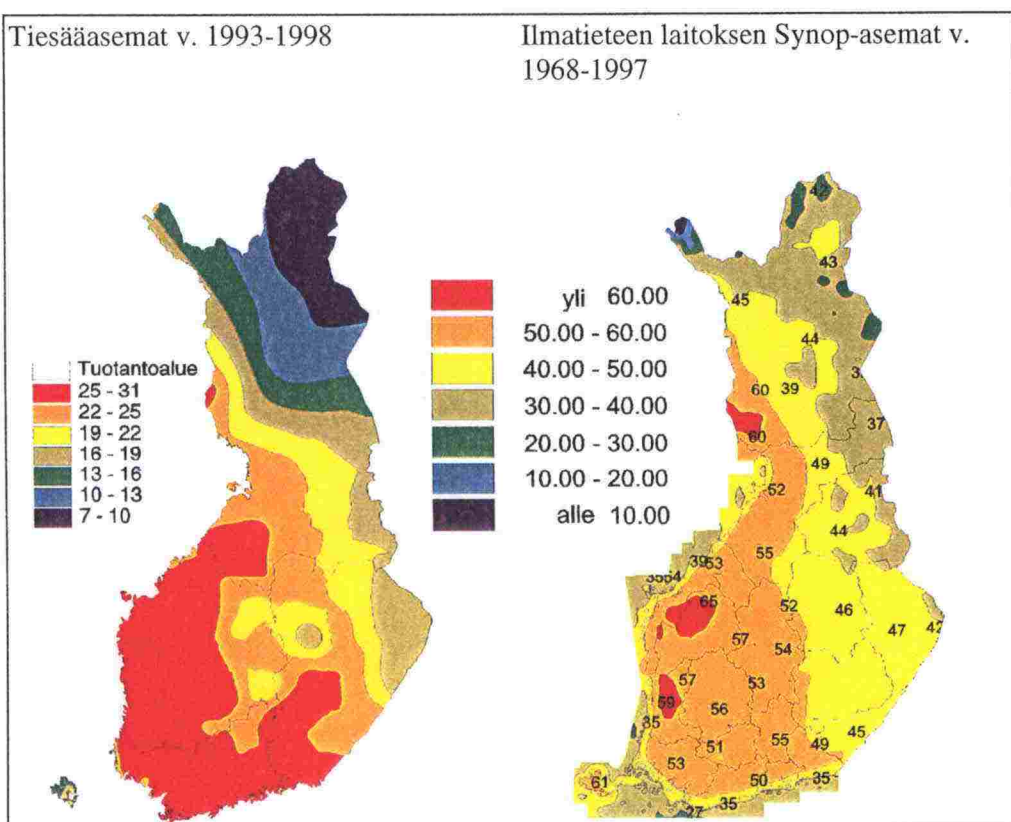 Tiesääasemat v. 1993-1998
Ilmatieteen laitoksen Synop-asemat v.
1968-1997
Tuotantoalue
25 - 31
22 - 25
19 - 22
16 - 19
13 - 16
10 - 13
7 - 10
yli 60.00
50.00 - 60.00
40.00 - 50.00
30.00 - 40.00
20.00 - 30.00
10.00 - 20.00
alle 10.00
43
45
44
60
39
37
60
49
52
41
44
55
39
53
65
52
46
47
57
54
57
53
59
56
35
51
55
49
45
53
50
35
61
35